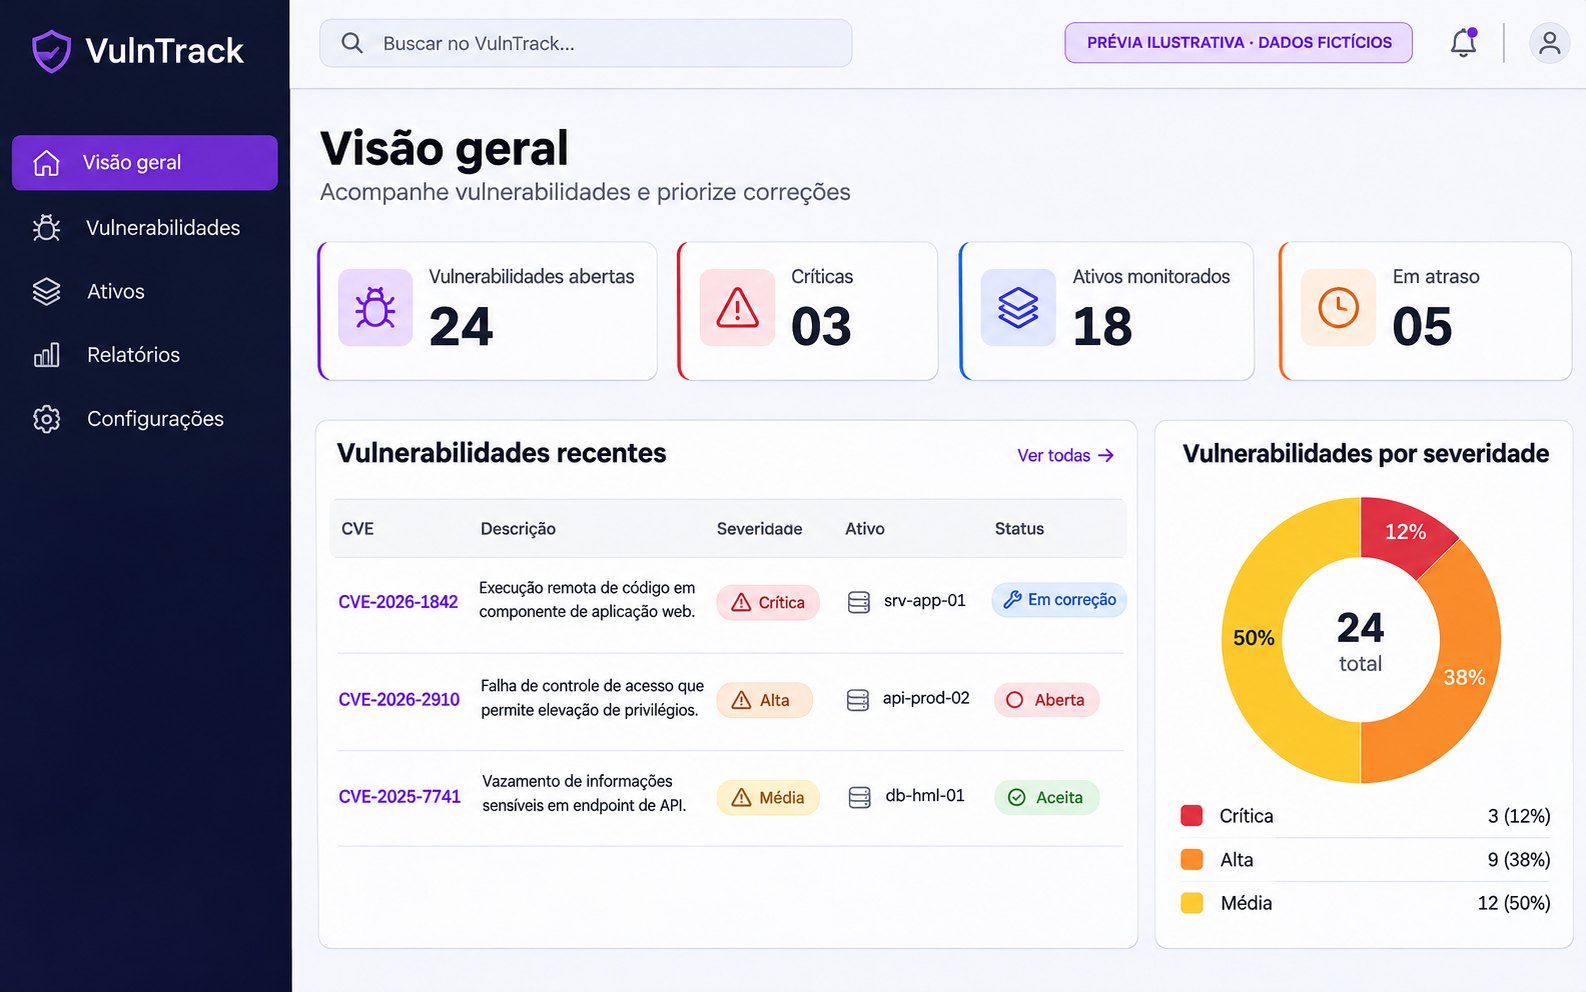 VulnTrack
Buscar no VulnTrack...
PRÉVIA ILUSTRATIVA · DADOS FICTÍCIOS
Visão geral
Vulnerabilidades
Ativos
Relatórios
Configurações
Visão geral
Acompanhe vulnerabilidades e priorize correções
Vulnerabilidades abertas
24
Críticas
03
Ativos monitorados
18
Em atraso
05
Vulnerabilidades recentes
Ver todas →
CVE Descrição Severidade Ativo Status
CVE-2026-1842
Execução remota de código em
componente de aplicação web.
Crítica
srv-app-01
Em correção
CVE-2026-2910
Falha de controle de acesso que
permite elevação de privilégios.
Alta
api-prod-02
Aberta
CVE-2025-7741
Vazamento de informações
sensíveis em endpoint de API.
Média
db-hml-01
Aceita
Vulnerabilidades por severidade
12%
50%
38%
24
total
Crítica 3 (12%)
Alta 9 (38%)
Média 12 (50%)